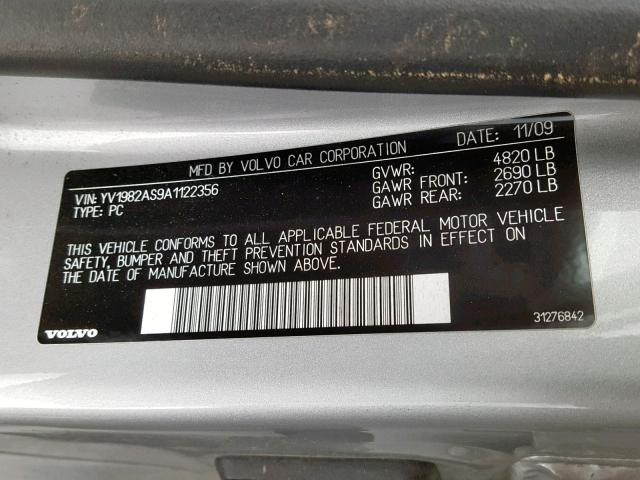 MFD BY VOLVO CAR CORPORATION DATE: 11/09
VIN: YV1982AS9A1122356
TYPE: PC
GVWR: 4820 LB
GAWR FRONT: 2690 LB
GAWR REAR: 2270 LB
THIS VEHICLE CONFORMS TO ALL APPLICABLE FEDERAL MOTOR VEHICLE
SAFETY, BUMPER AND THEFT PREVENTION STANDARDS IN EFFECT ON
THE DATE OF MANUFACTURE SHOWN ABOVE.
VOLVO
31276842